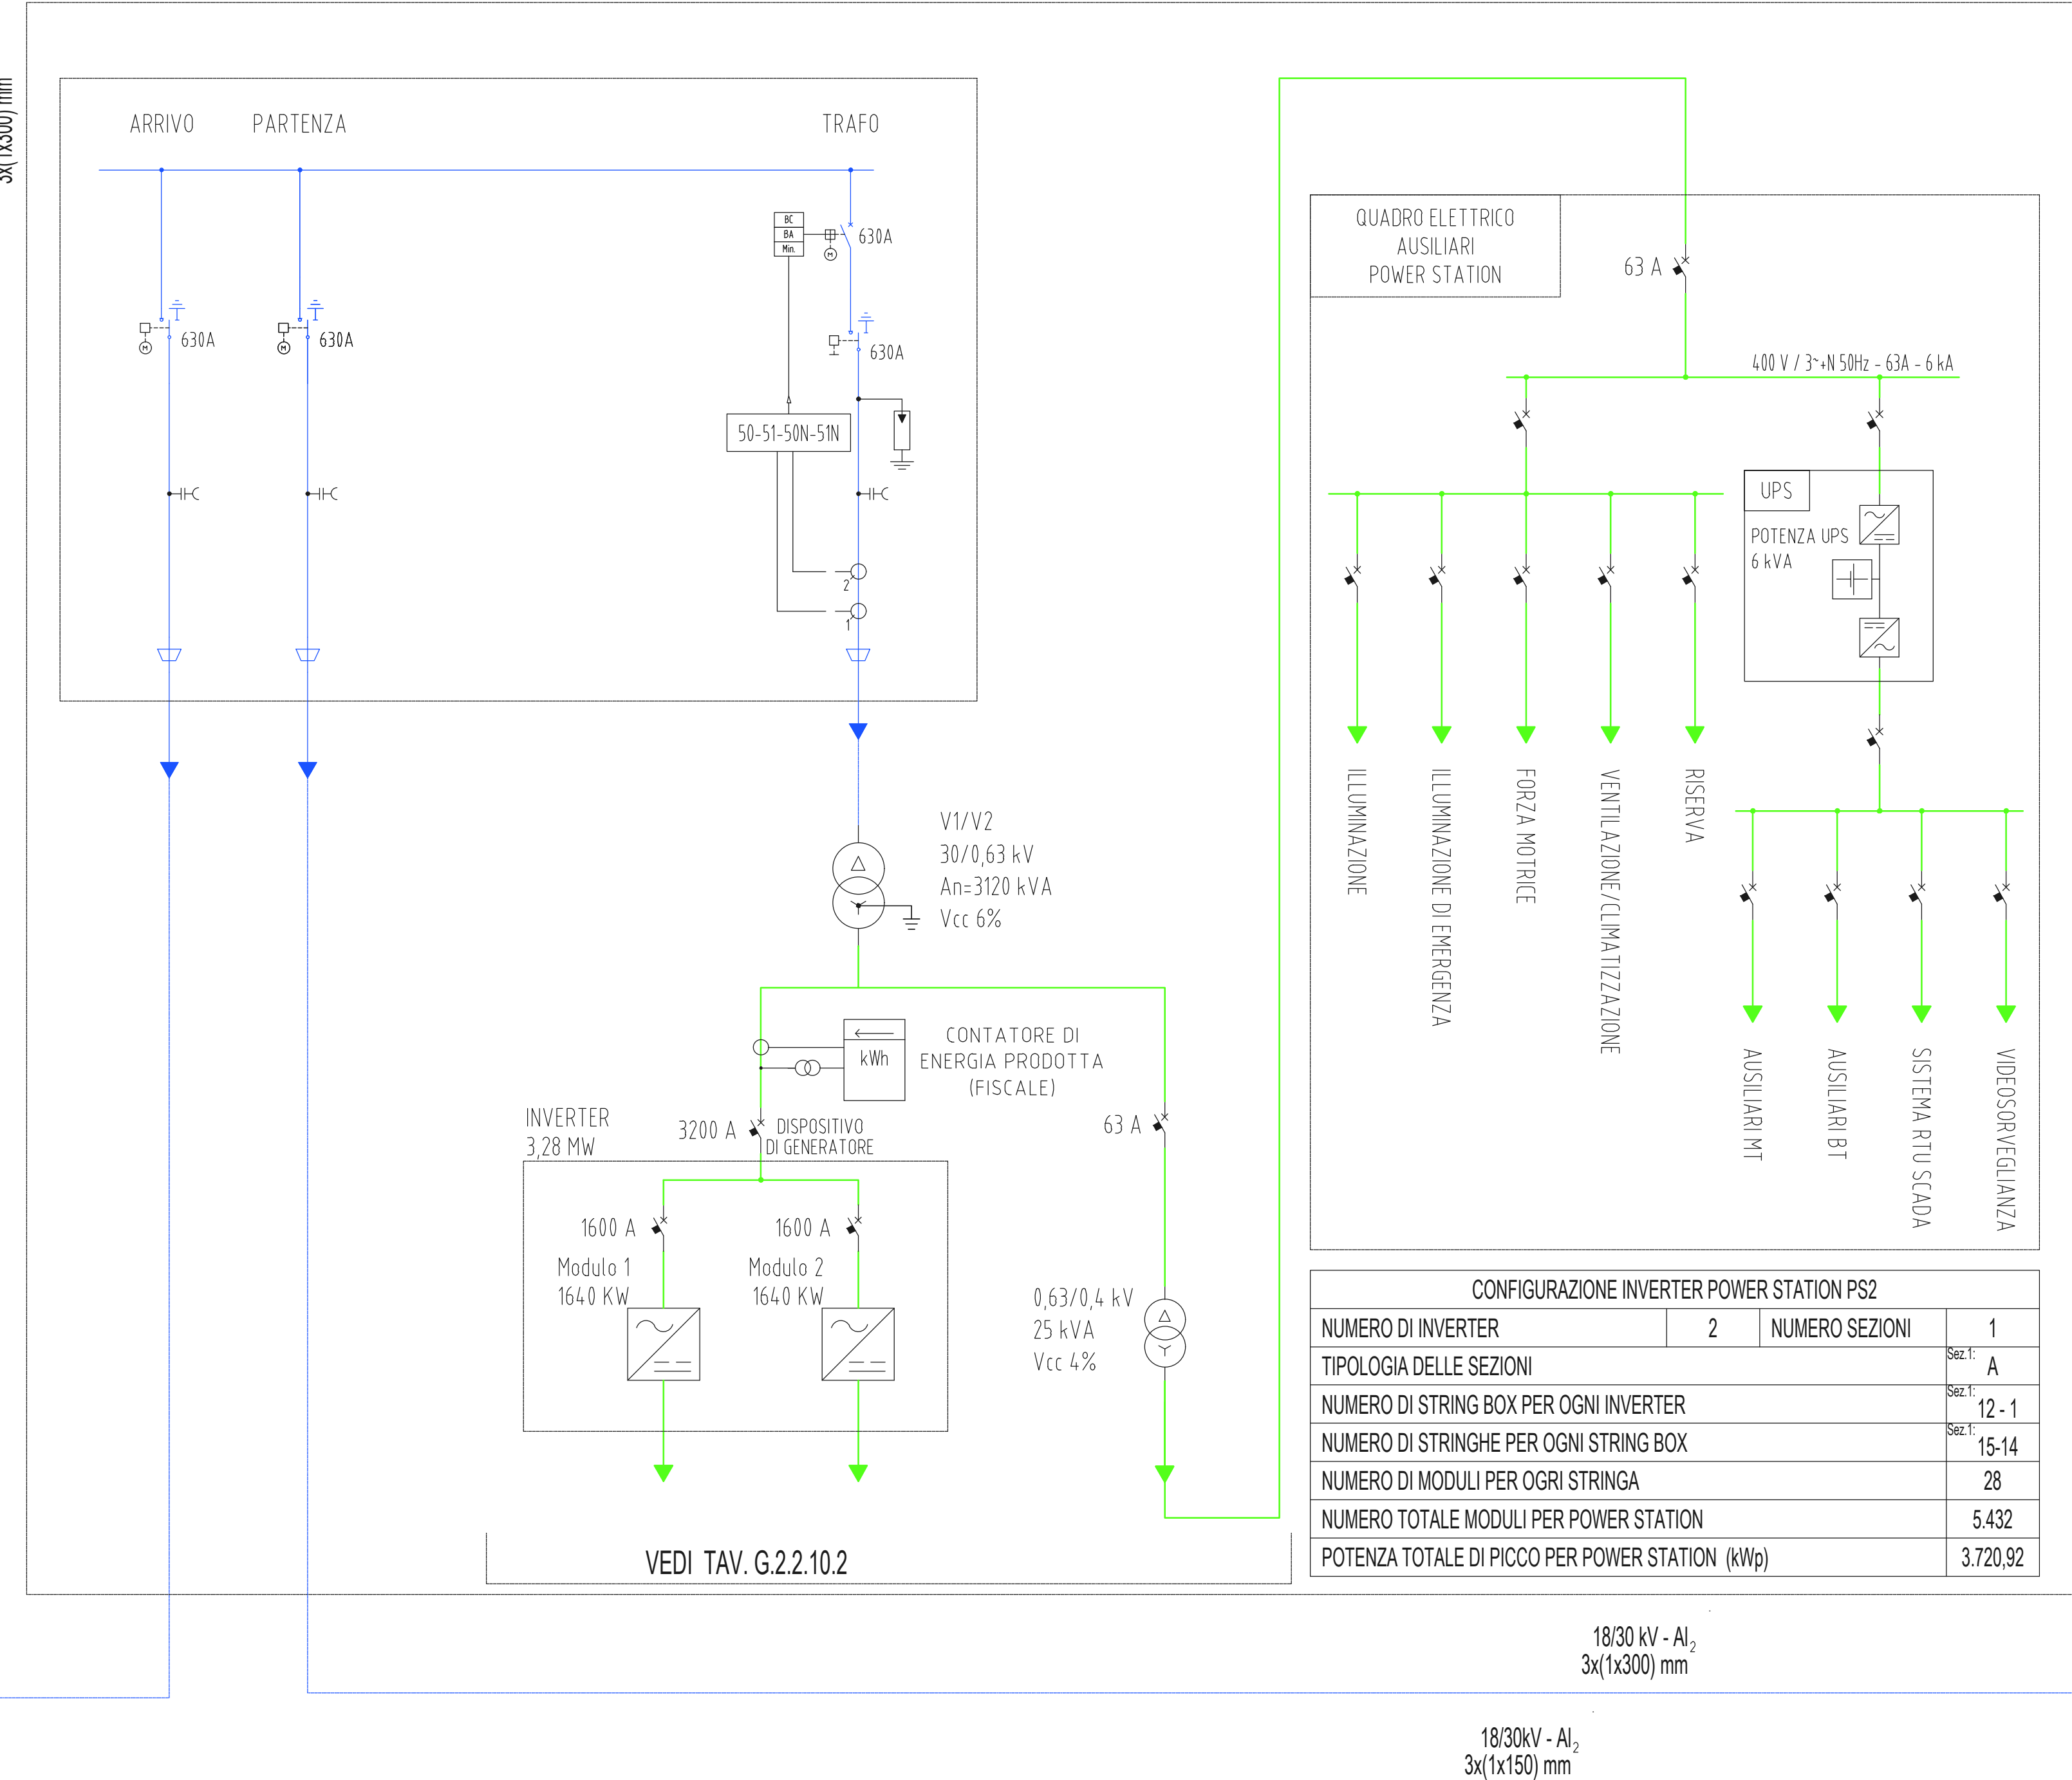 3x(1x300) mm
ARRIVO
PARTENZA
TRAFO
BC
BA
Min.
M
630A
M
630A
M
630A
630A
50-51-50N-51N
2
1
V1/V2
30/0,63 kV
An=3120 kVA
Vcc 6%
kWh
CONTATORE DI
ENERGIA PRODOTTA
(FISCALE)
INVERTER
3,28 MW
3200 A
DISPOSITIVO
DI GENERATORE
63 A
1600 A
1600 A
Modulo 1
1640 KW
Modulo 2
1640 KW
0,63/0,4 kV
25 kVA
Vcc 4%
VEDI TAV. G.2.2.10.2
QUADRO ELETTRICO
AUSILIARI
POWER STATION
63 A
400 V / 3~+N 50Hz - 63A - 6 kA
UPS
POTENZA UPS
6 kVA
ILLUMINAZIONE
ILLUMINAZIONE DI EMERGENZA
FORZA MOTRICE
VENTILAZIONE/CLIMATIZZAZIONE
RISERVA
AUSILIARI MT
AUSILIARI BT
SISTEMA RTU SCADA
VIDEOSORVEGLIANZA
CONFIGURAZIONE INVERTER POWER STATION PS2
NUMERO DI INVERTER 2 NUMERO SEZIONI 1
TIPOLOGIA DELLE SEZIONI Sez.1: A
NUMERO DI STRING BOX PER OGNI INVERTER Sez.1: 12 - 1
NUMERO DI STRINGHE PER OGNI STRING BOX Sez.1: 15-14
NUMERO DI MODULI PER OGRI STRINGA 28
NUMERO TOTALE MODULI PER POWER STATION 5.432
POTENZA TOTALE DI PICCO PER POWER STATION (kWp) 3.720,92
18/30 kV - Al2
3x(1x300) mm
18/30kV - Al2
3x(1x150) mm